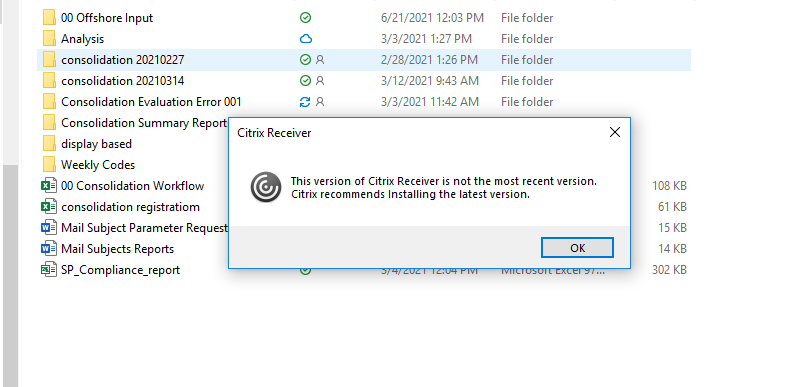 00 Offshore Input 6/21/2021 12:03 PM File folder
Analysis 3/3/2021 1:27 PM File folder
consolidation 20210227 2/28/2021 1:26 PM File folder
consolidation 20210314 3/12/2021 9:43 AM File folder
Consolidation Evaluation Error 001 3/3/2021 11:42 AM File folder
Consolidation Summary Report
display based
Weekly Codes
00 Consolidation Workflow 108 KB
consolidation registratiom 61 KB
Mail Subject Parameter Request 15 KB
Mail Subjects Reports 14 KB
SP_Compliance_report 3/4/2021 12:04 PM Microsoft Excel 97... 302 KB
Citrix Receiver
This version of Citrix Receiver is not the most recent version.
Citrix recommends Installing the latest version.
OK